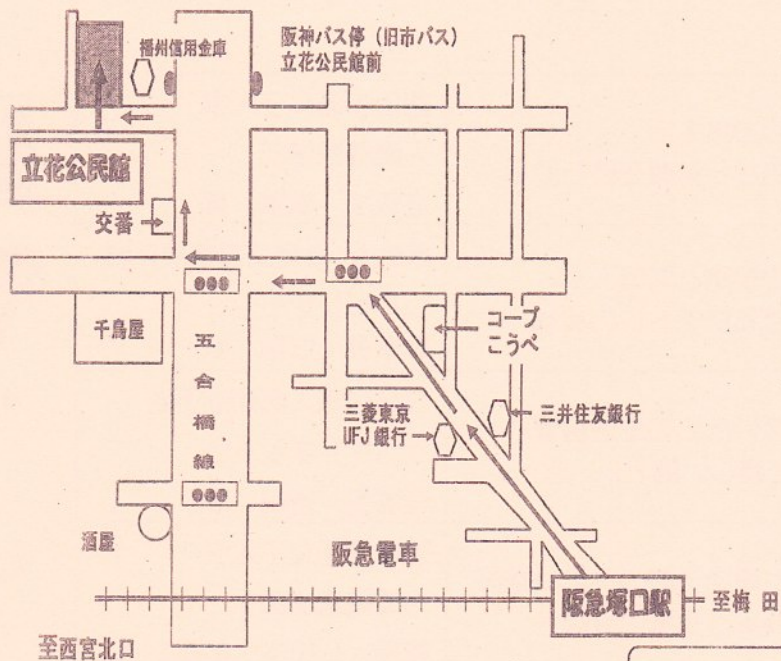 播州信用金庫
阪神バス停（旧市バス）
立花公民館前
立花公民館
交番
千鳥屋
五合橋線
コープ
こうべ
三菱東京
UFJ銀行
三井住友銀行
酒屋
阪急電車
阪急塚口駅
至梅田
至西宮北口